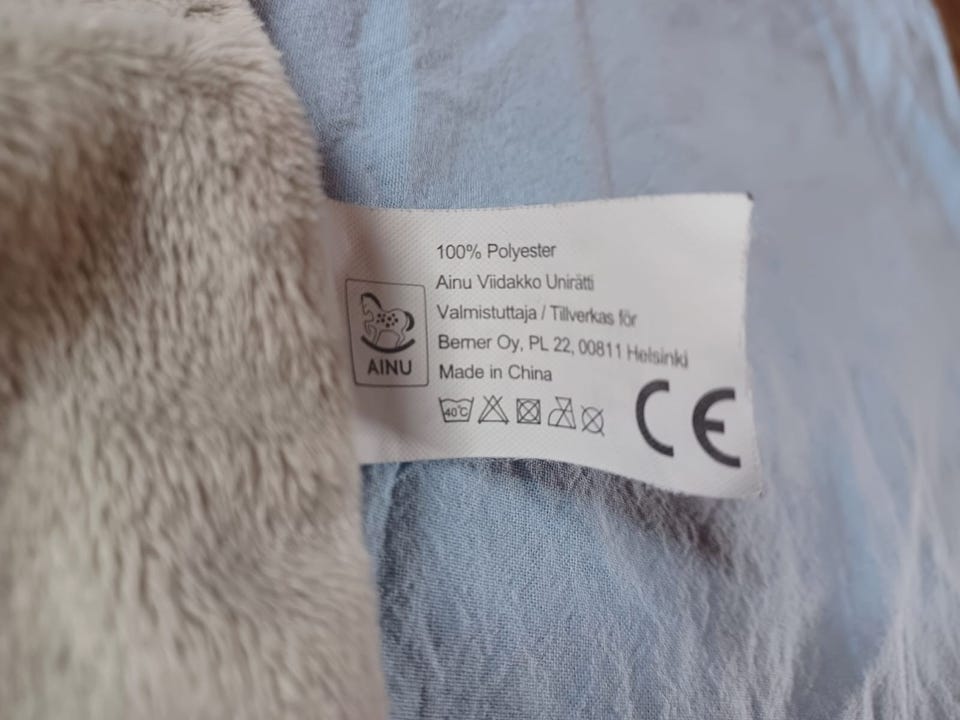 100% Polyester
Ainu Viidakko Unirätti
Valmistuttaja / Tillverkas för
Berner Oy, PL 22, 00811 Helsinki
Made in China
AINU
40°C
CE